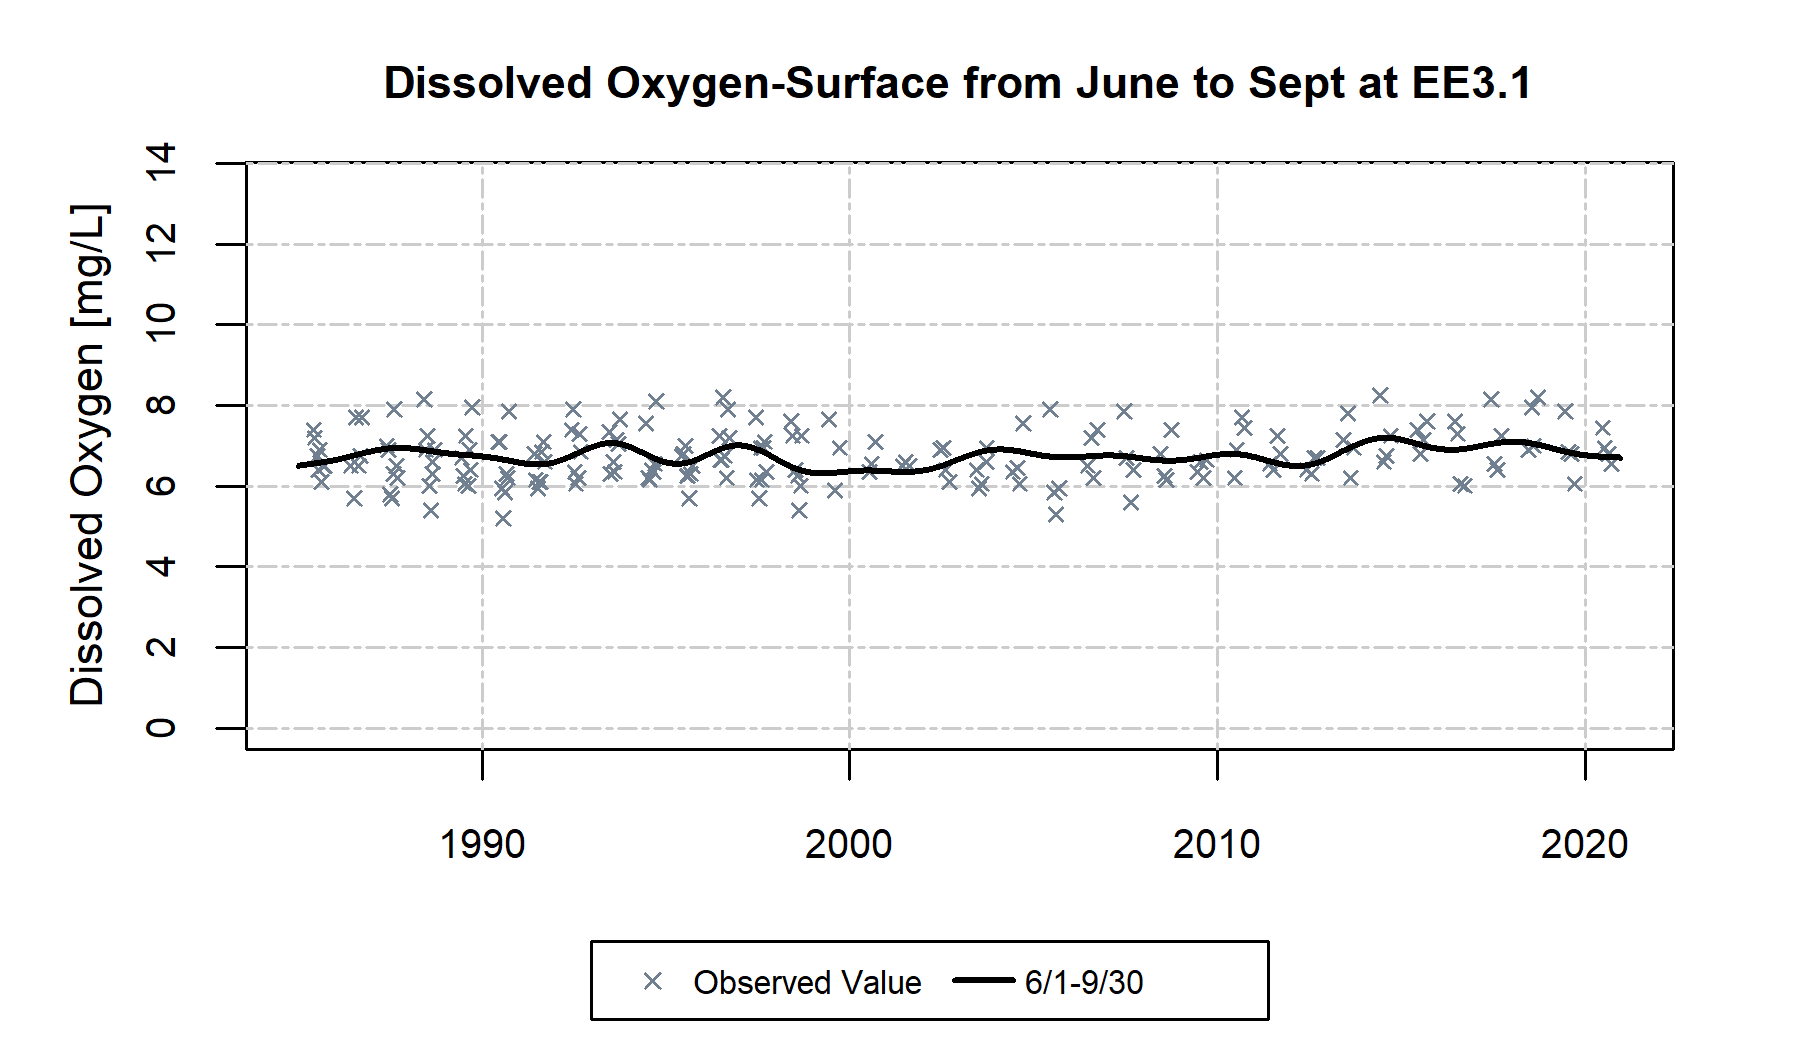 Dissolved Oxygen-Surface from June to Sept at EE3.1
Dissolved Oxygen [mg/L]
14
12
10
8
6
4
2
0
1990 2000 2010 2020
Observed Value 6/1-9/30